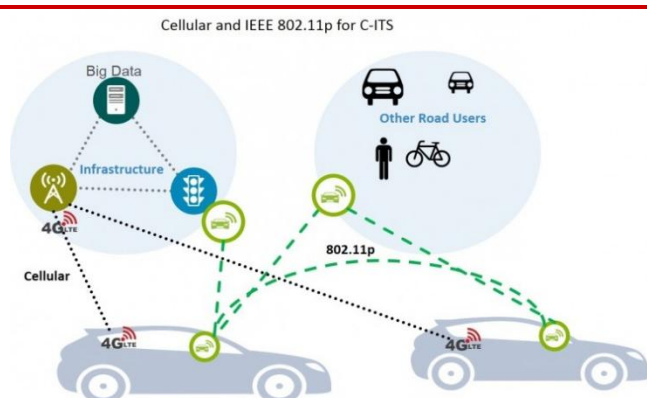 Cellular and IEEE 802.11p for C-ITS
Big Data
Infrastructure
4G LTE
Cellular
Other Road Users
802.11p
4G LTE
4G LTE